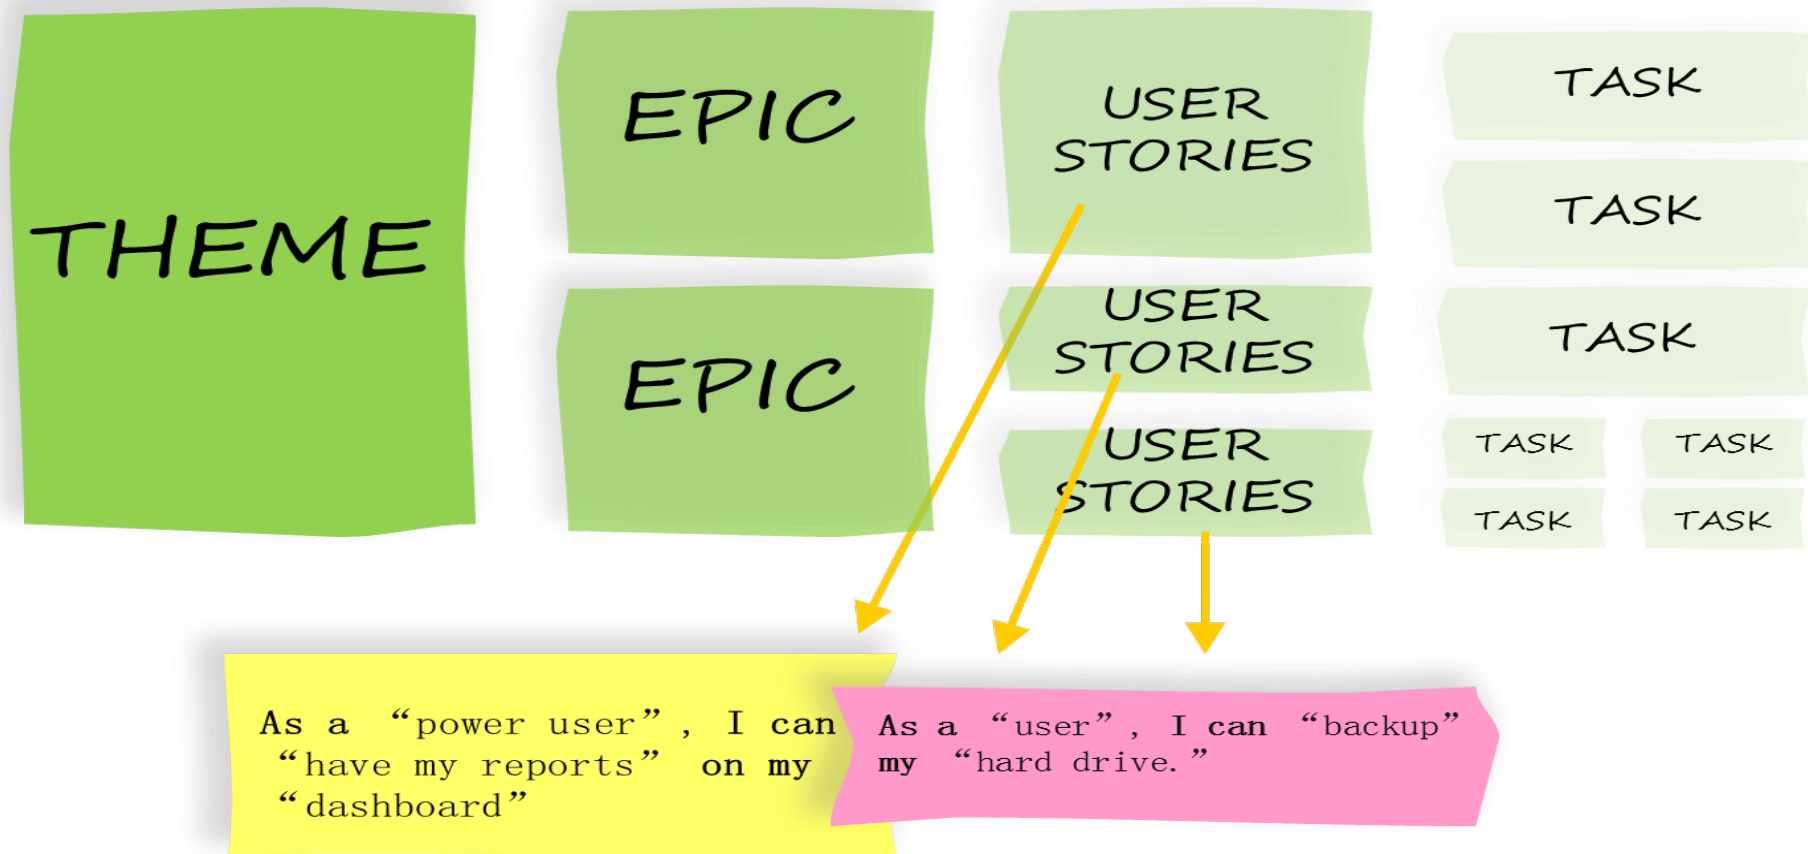 THEME
EPIC
EPIC
USER
STORIES
USER
STORIES
USER
STORIES
TASK
TASK
TASK
TASK
TASK
TASK
TASK
As a “power user”, I can
“have my reports” on my
“dashboard”
As a “user”, I can “backup”
my “hard drive.”